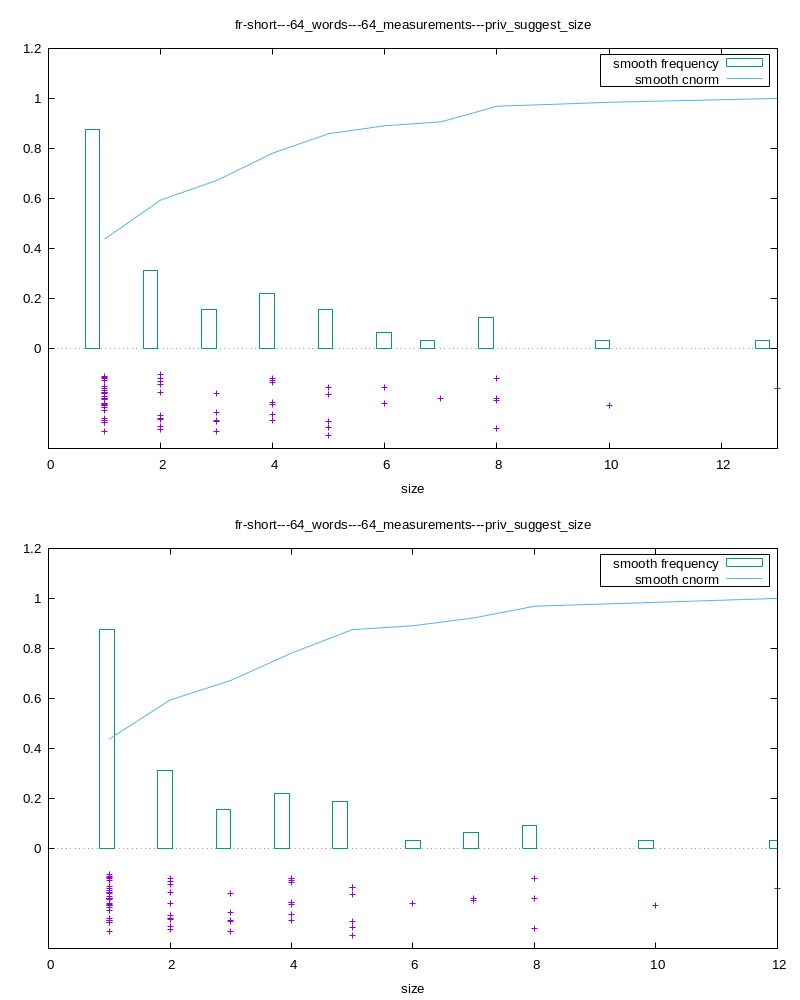 fr-short---64_words---64_measurements---priv_suggest_size
1.2
smooth frequency
smooth cnorm
1
0.8
0.6
0.4
0.2
0
0 2 4 6 8 10 12
size
fr-short---64_words---64_measurements---priv_suggest_size
1.2
smooth frequency
smooth cnorm
1
0.8
0.6
0.4
0.2
0
0 2 4 6 8 10 12
size